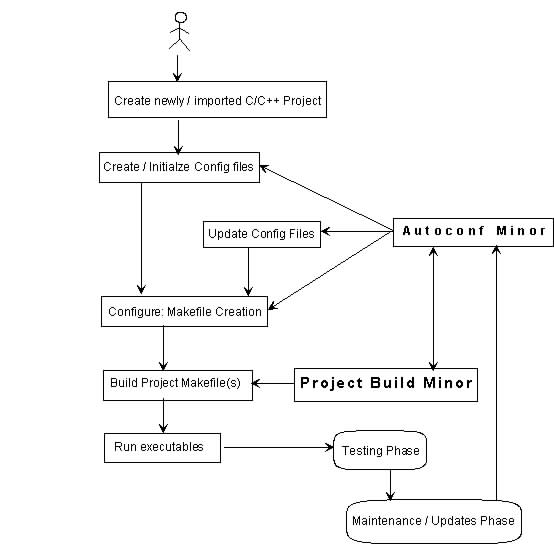 Create newly / imported C/C++ Project
Create / Initialze Config files
Autoconf Minor
Update Config Files
Configure: Makefile Creation
Build Project Makefile(s)
Project Build Minor
Run executables
Testing Phase
Maintenance / Updates Phase